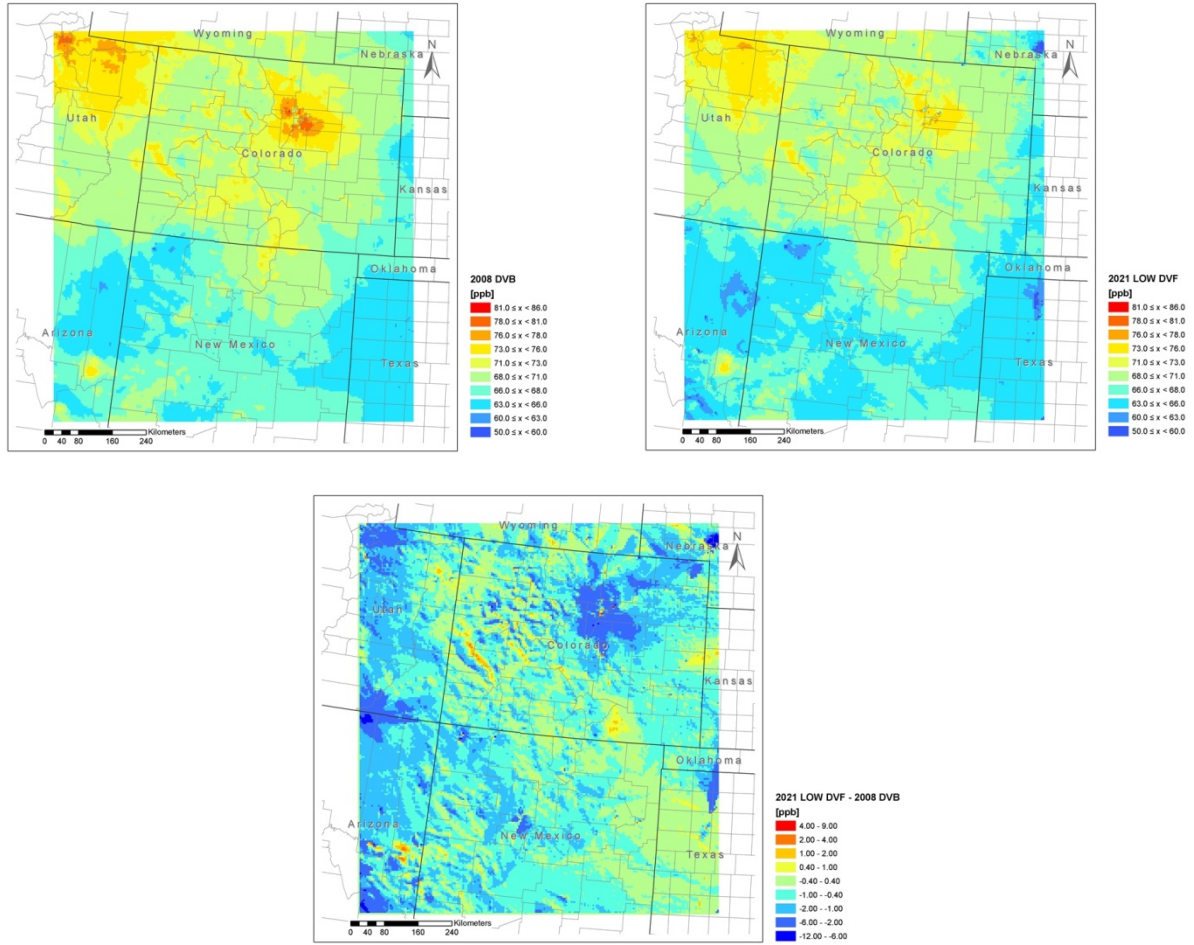 Wyoming
Nebraska
N
Utah
Colorado
Kansas
Oklahoma
Arizona
New Mexico
Texas
0 40 80 160 240
Kilometers
2008 DVB
[ppb]
81.0 ≤ x < 86.0
78.0 ≤ x < 81.0
76.0 ≤ x < 78.0
73.0 ≤ x < 76.0
71.0 ≤ x < 73.0
68.0 ≤ x < 71.0
66.0 ≤ x < 68.0
63.0 ≤ x < 66.0
60.0 ≤ x < 63.0
50.0 ≤ x < 60.0
Wyoming
Nebraska
N
Utah
Colorado
Kansas
Oklahoma
Arizona
New Mexico
Texas
0 40 80 160 240
Kilometers
2021 LOW DVF
[ppb]
81.0 ≤ x < 86.0
78.0 ≤ x < 81.0
76.0 ≤ x < 78.0
73.0 ≤ x < 76.0
71.0 ≤ x < 73.0
68.0 ≤ x < 71.0
66.0 ≤ x < 68.0
63.0 ≤ x < 66.0
60.0 ≤ x < 63.0
50.0 ≤ x < 60.0
Wyoming
Nebraska
N
Utah
Colorado
Kansas
Oklahoma
Arizona
New Mexico
Texas
0 40 80 160 240
Kilometers
2021 LOW DVF - 2008 DVB
[ppb]
4.00 - 9.00
2.00 - 4.00
1.00 - 2.00
0.40 - 1.00
-0.40 - 0.40
-1.00 - -0.40
-2.00 - -1.00
-6.00 - -2.00
-12.00 - -6.00